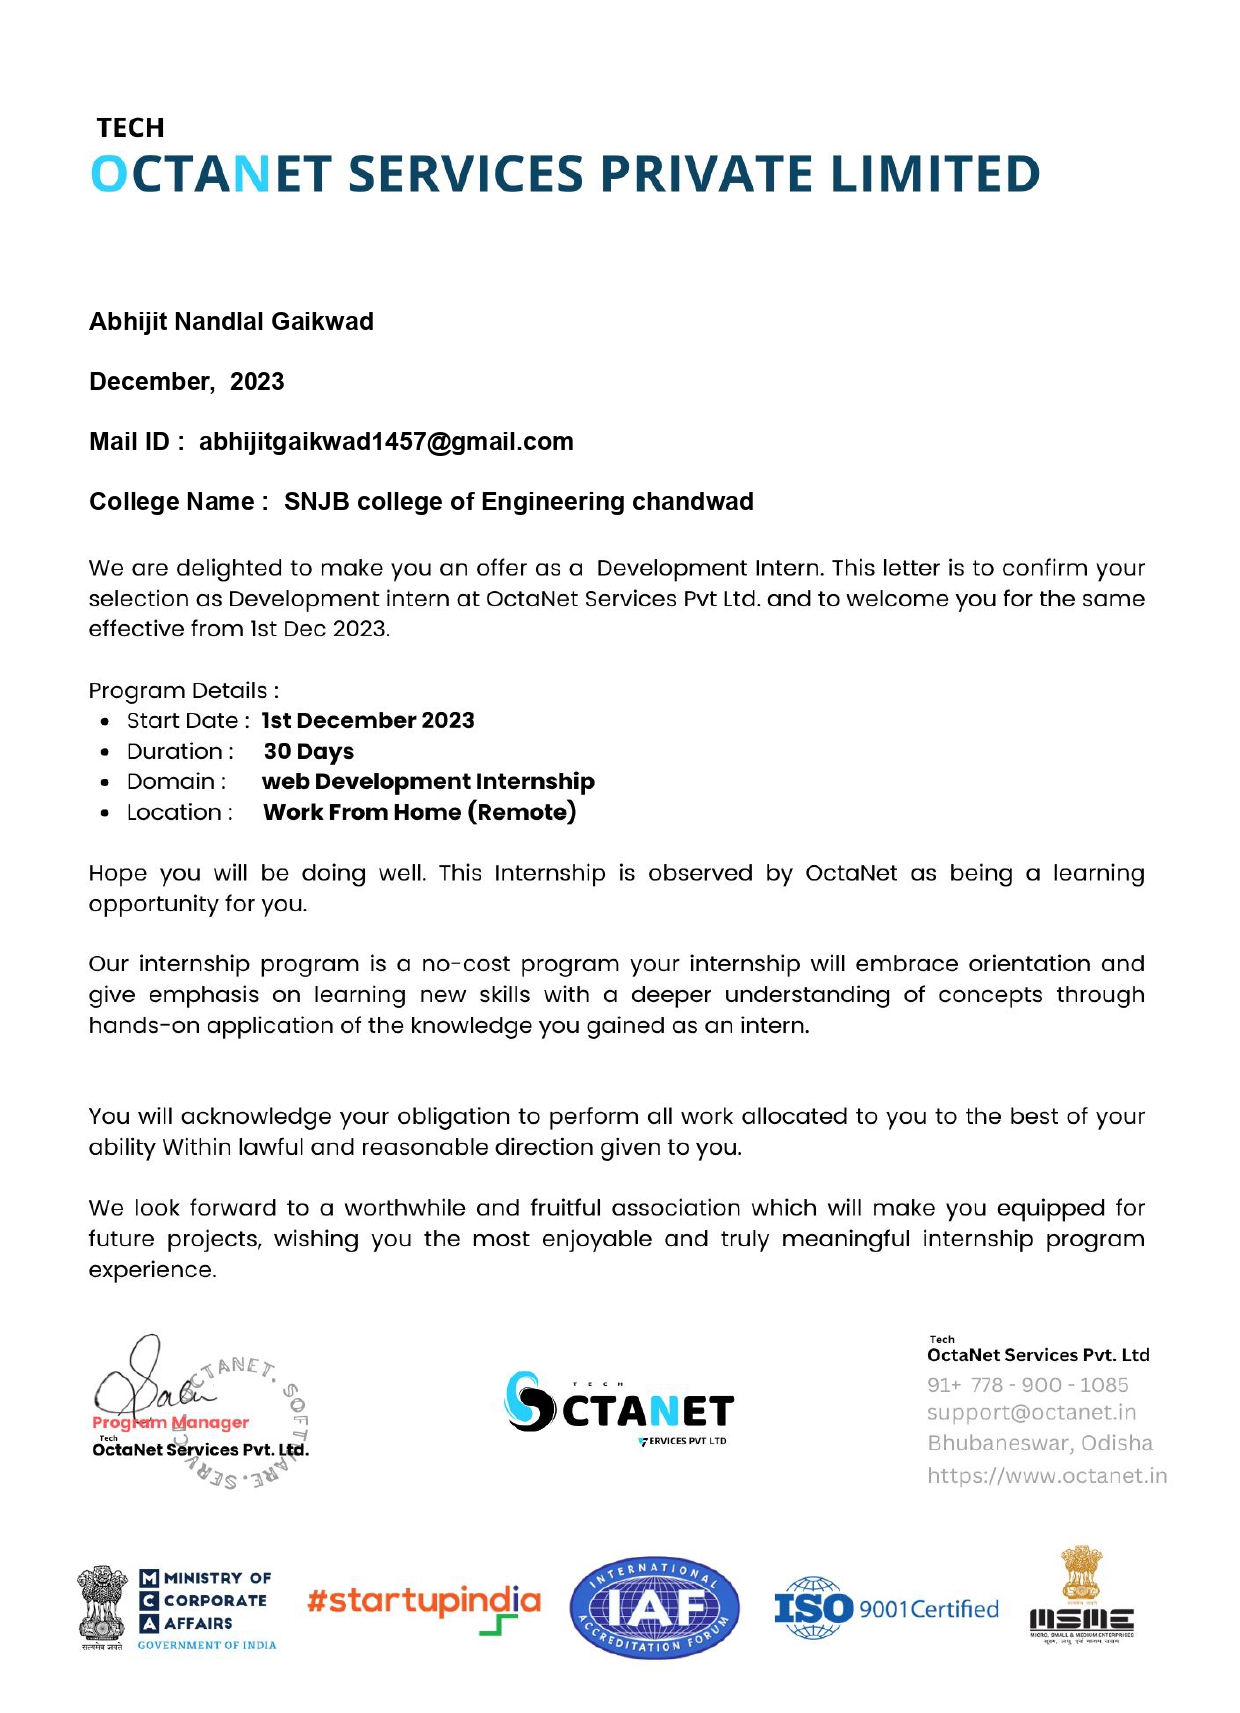 TECH
OCTANET SERVICES PRIVATE LIMITED
Abhijit Nandlal Gaikwad
December, 2023
Mail ID : abhijitgaikwad1457@gmail.com
College Name : SNJB college of Engineering chandwad
We are delighted to make you an offer as a Development Intern. This letter is to confirm your
selection as Development intern at OctaNet Services Pvt Ltd. and to welcome you for the same
effective from 1st Dec 2023.
Program Details :
• Start Date : 1st December 2023
• Duration : 30 Days
• Domain : web Development Internship
• Location : Work From Home (Remote)
Hope you will be doing well. This Internship is observed by OctaNet as being a learning
opportunity for you.
Our internship program is a no-cost program your internship will embrace orientation and
give emphasis on learning new skills with a deeper understanding of concepts through
hands-on application of the knowledge you gained as an intern.
You will acknowledge your obligation to perform all work allocated to you to the best of your
ability Within lawful and reasonable direction given to you.
We look forward to a worthwhile and fruitful association which will make you equipped for
future projects, wishing you the most enjoyable and truly meaningful internship program
experience.
OCTANET. SOFTWARE. SERVIC
Program Manager
Tech
OctaNet Services Pvt. Ltd.
TECH
OCTANET
SERVICES PVT LTD
Tech
OctaNet Services Pvt. Ltd
91+ 778 - 900 - 1085
support@octanet.in
Bhubaneswar, Odisha
https://www.octanet.in
सत्यमेव जयते
MCA
MINISTRY OF
CORPORATE
AFFAIRS
GOVERNMENT OF INDIA
#startupindia
INTERNATIONAL
IAF
ACCREDITATION FORUM
ISO 9001 Certified
MSME
MICRO, SMALL & MEDIUM ENTERPRISES
सूक्ष्म, लघु एवं मध्यम उद्यम